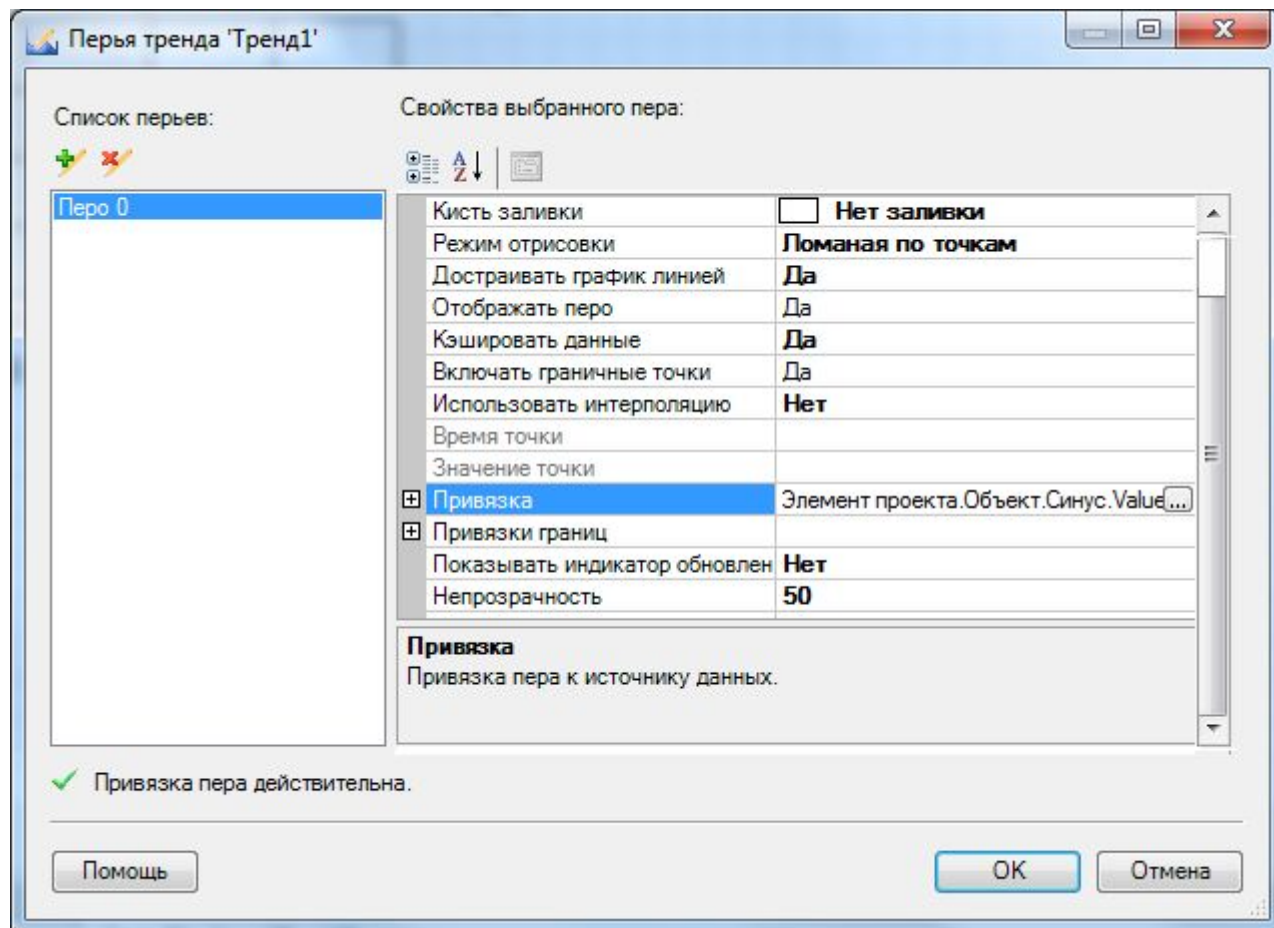 Перья тренда 'Тренд1'
Список перьев:
Свойства выбранного пера:
Перо 0
Кисть заливки Нет заливки
Режим отрисовки Ломаная по точкам
Достраивать график линией Да
Отображать перо Да
Кэшировать данные Да
Включать граничные точки Да
Использовать интерполяцию Нет
Время точки
Значение точки
Привязка Элемент проекта.Объект.Синус.Value ...
Привязки границ
Показывать индикатор обновлен Нет
Непрозрачность 50
Привязка
Привязка пера к источнику данных.
Привязка пера действительна.
Помощь OK Отмена